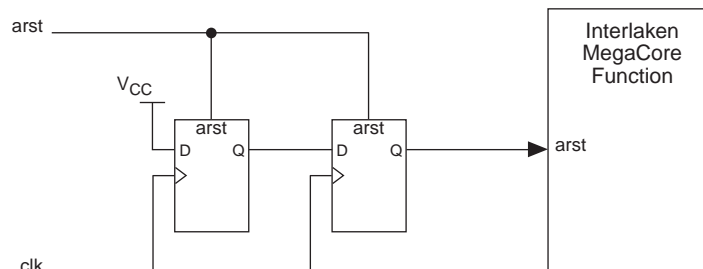 arst
Interlaken
MegaCore
Function
VCC
arst
arst
D
Q
D
Q
arst
clk